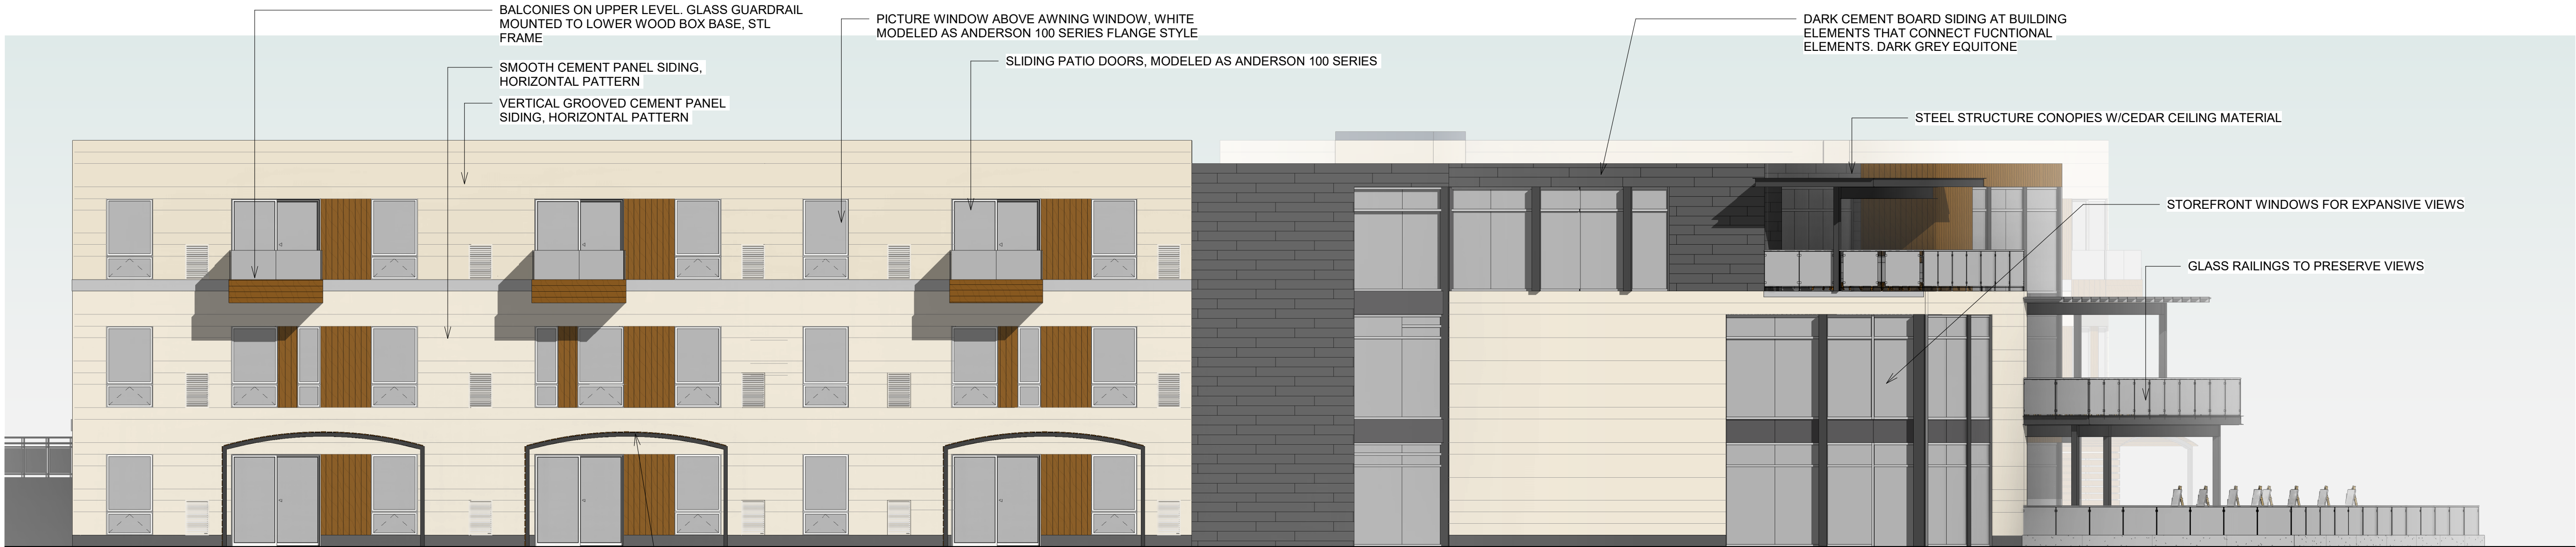 BALCONIES ON UPPER LEVEL. GLASS GUARDRAIL
MOUNTED TO LOWER WOOD BOX BASE, STL
FRAME
SMOOTH CEMENT PANEL SIDING,
HORIZONTAL PATTERN
VERTICAL GROOVED CEMENT PANEL
SIDING, HORIZONTAL PATTERN
PICTURE WINDOW ABOVE AWNING WINDOW, WHITE
MODELED AS ANDERSON 100 SERIES FLANGE STYLE
SLIDING PATIO DOORS, MODELED AS ANDERSON 100 SERIES
DARK CEMENT BOARD SIDING AT BUILDING
ELEMENTS THAT CONNECT FUCNTIONAL
ELEMENTS. DARK GREY EQUITONE
STEEL STRUCTURE CONOPIES W/CEDAR CEILING MATERIAL
STOREFRONT WINDOWS FOR EXPANSIVE VIEWS
GLASS RAILINGS TO PRESERVE VIEWS